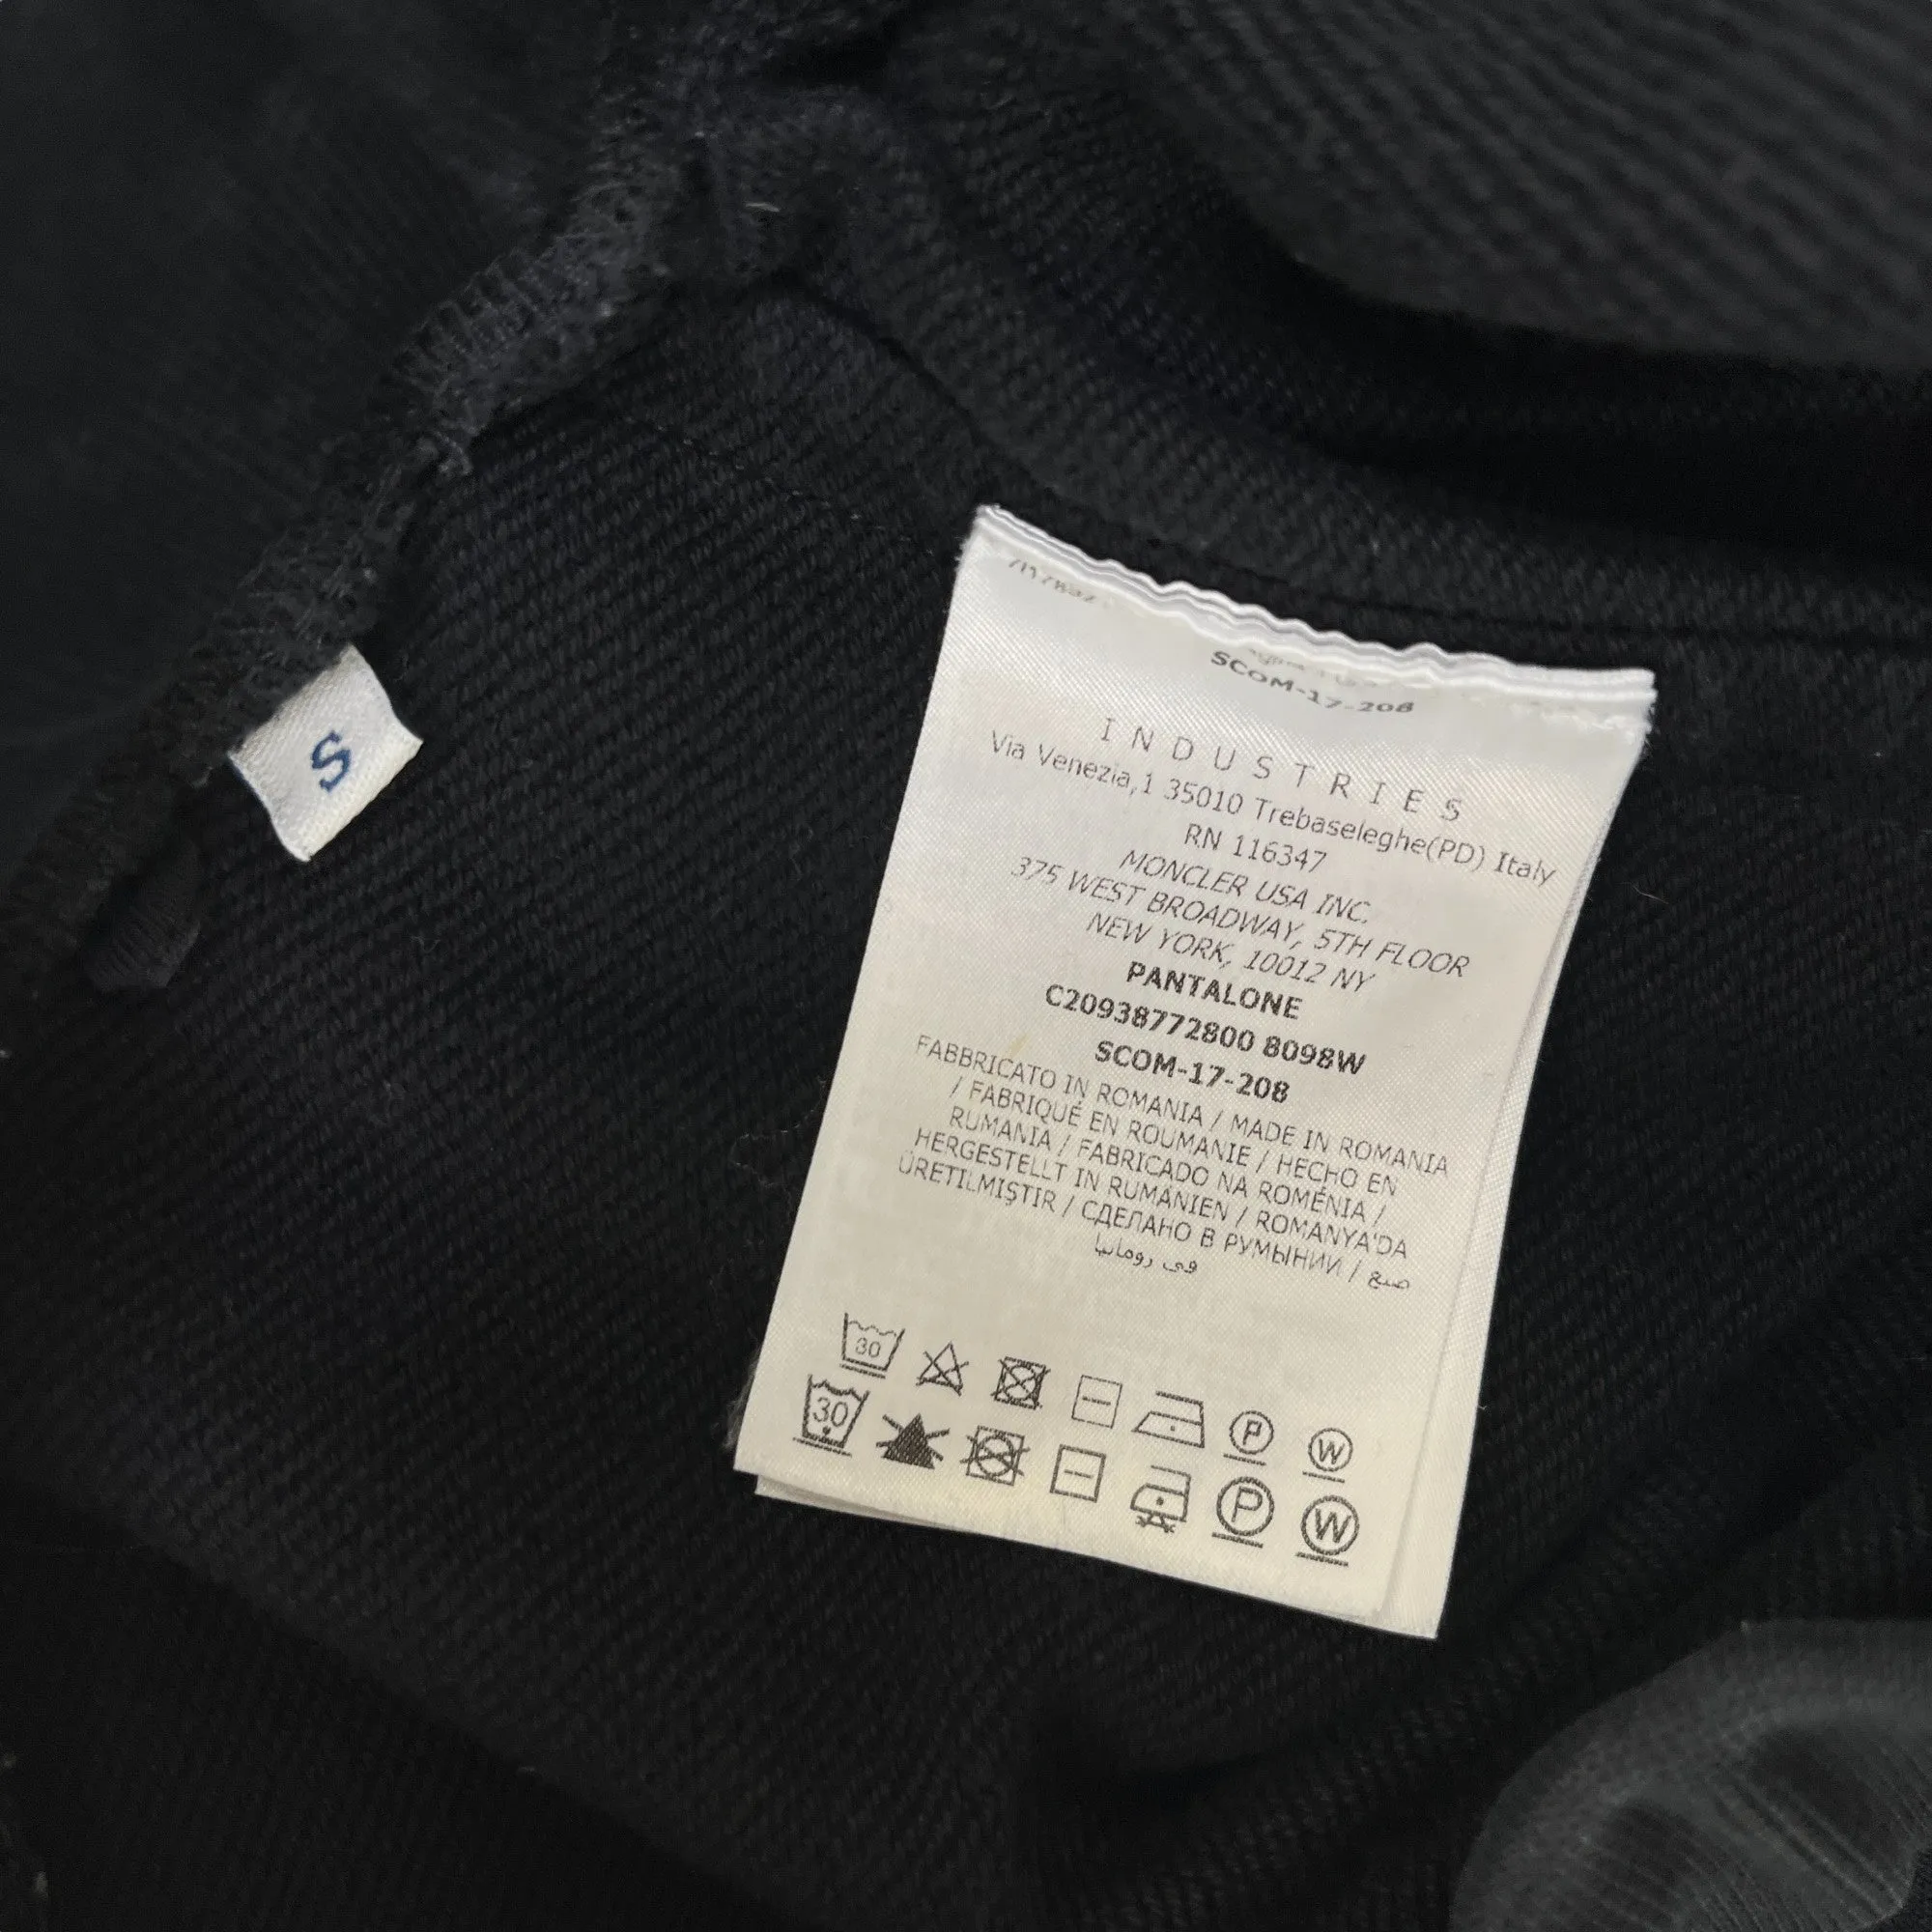 S
SCOM-17-208
INDUSTRIES
Via Venezia,1 35010 Trebaseleghe(PD) Italy
RN 116347
MONCLER USA INC.
375 WEST BROADWAY, 5TH FLOOR
NEW YORK, 10012 NY
PANTALONE
C20938772800 8098W
SCOM-17-208
FABBRICATO IN ROMANIA / MADE IN ROMANIA
/ FABRIQUÉ EN ROUMANIE / HECHO EN
RUMANIA / FABRICADO NA ROMÉNIA /
HERGESTELLT IN RUMÄNIEN / ROMANYA'DA
ÜRETILMIŞTIR / СДЕЛАНО В РУМЫНИИ / صنع
في رومانيا
30 P W
30 P W